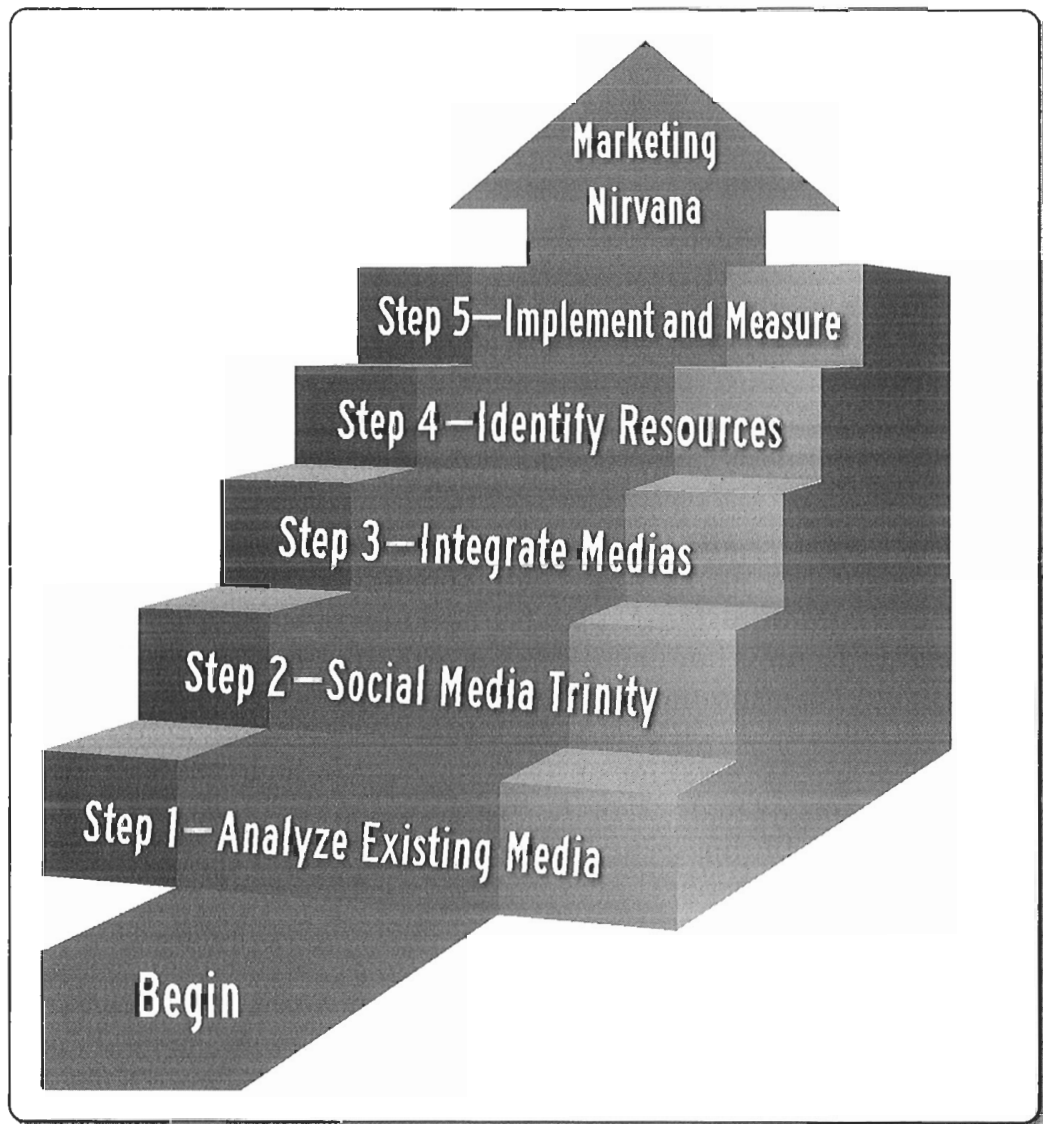 Marketing
Nirvana
Step 5—Implement and Measure
Step 4—Identify Resources
Step 3—Integrate Medias
Step 2—Social Media Trinity
Step 1—Analyze Existing Media
Begin